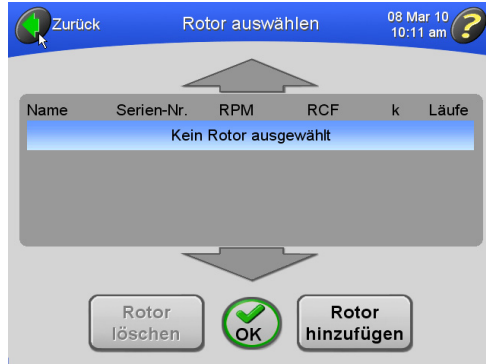 Zurück
Rotor auswählen
08 Mar 10
10:11 am
?
Name Serien-Nr. RPM RCF k Läufe
Kein Rotor ausgewählt
Rotor
löschen
OK
Rotor
hinzufügen